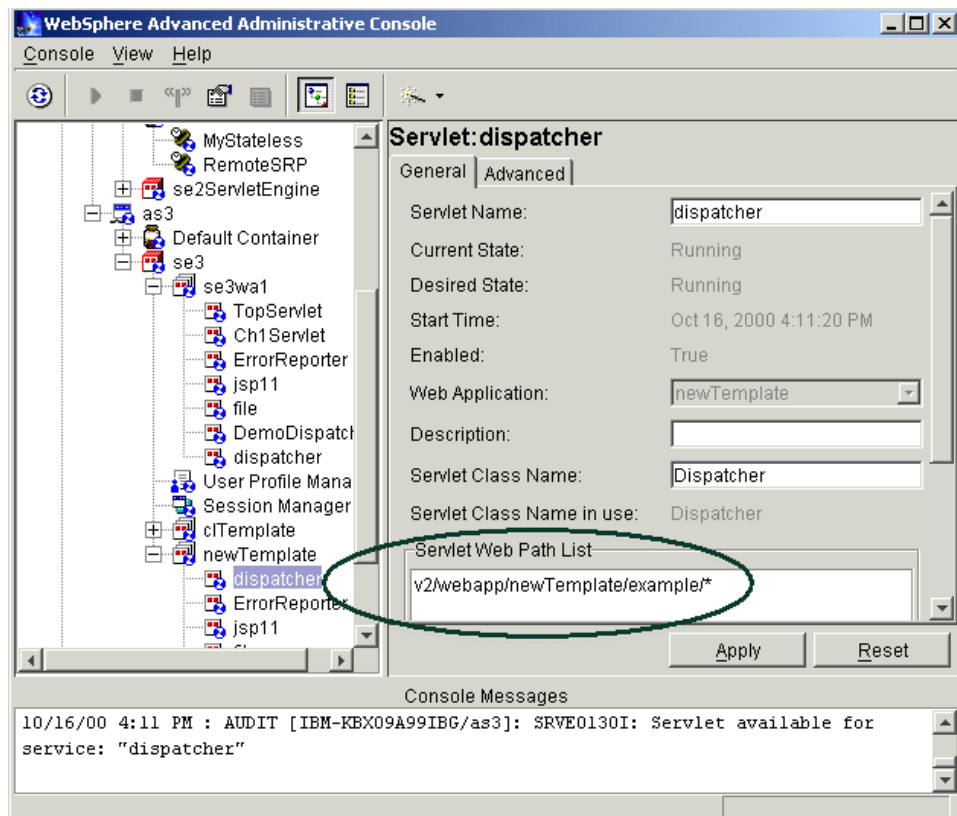 WebSphere Advanced Administrative Console
Console View Help
MyStateless
RemoteSRP
se2ServletEngine
as3
Default Container
se3
se3wa1
TopServlet
Ch1Servlet
ErrorReporter
jsp11
file
DemoDispatch
dispatcher
User Profile Mana
Session Manager
clTemplate
newTemplate
dispatcher
ErrorReporter
jsp11
Servlet:dispatcher
General Advanced
Servlet Name: dispatcher
Current State: Running
Desired State: Running
Start Time: Oct 16, 2000 4:11:20 PM
Enabled: True
Web Application: newTemplate
Description:
Servlet Class Name: Dispatcher
Servlet Class Name in use: Dispatcher
Servlet Web Path List
v2/webapp/newTemplate/example/*
Apply Reset
Console Messages
10/16/00 4:11 PM : AUDIT [IBM-KBX09A99IBG/as3]: SRVE0130I: Servlet available for
service: "dispatcher"